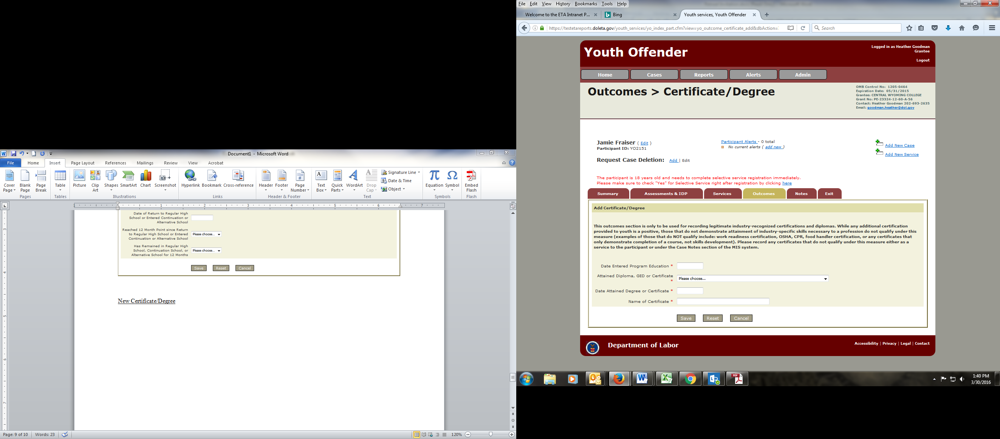 Document1 - Microsoft Word
File Home Insert Page Layout References Mailings Review View Acrobat
Cover Page
Blank Page
Page Break
Table
Picture
Clip Art
Shapes
SmartArt
Chart
Screenshot
Hyperlink
Bookmark
Cross-reference
Header
Footer
Page Number
Text Box
Quick Parts
WordArt
Drop Cap
Signature Line
Date & Time
Object
Equation
Symbol
Embed Flash
Pages Tables Illustrations Links Header & Footer Text Symbols Flash
1 1 2 3 4 5 6 7
3
4
5
6
7
Date of Return to Regular High
School or Entered Continuation or
Alternative School
Reached 12 Month Point since Return
to Regular High School or Entered
Continuation or Alternative School
Please choose...
Has Remained in Regular High
School, Continuation School, or
Alternative School for 12 Months
Please choose...
Save Reset Cancel
New Certificate/Degree
Page: 9 of 10 Words: 23 120%
File Edit View History Bookmarks Tools Help
Welcome to the ETA Intranet P... Bing Youth services, Youth Offender
https://testetareports.doleta.gov/youth_services/yo_index_part.cfm?view=yo_outcome_certificate_add&dbAction=
Search
Youth Offender
Logged in as Heather Goodman
Grantee
Logout
Home Cases Reports Alerts Admin
Outcomes > Certificate/Degree
OMB Control No: 1205-0464
Expiration Date: 05/31/2015
Grantee: CENTRAL WYOMING COLLEGE
Grant No: PE-23324-12-60-A-56
Contact: Heather Goodman 202-693-2635
Email: goodman.heather@dol.gov
Jamie Fraiser ( Edit )
Participant ID: YO2151
Participant Alerts - 0 total
No current alerts ( add new )
Add New Case
Add New Service
Request Case Deletion: Add | Edit
The participant is 18 years old and needs to complete selective service registration immediately.
Please make sure to check "Yes" for Selective Service right after registration by clicking here
Summary Assessments & IDP Services Outcomes Notes Exit
Add Certificate/Degree
This outcomes section is only to be used for recording legitimate industry-recognized certifications and diplomas. While any additional certification
provided to youth is a positive, those that do not demonstrate attainment of industry-specific skills necessary to a profession do not qualify under this
measure (examples of those that do NOT qualify include: work readiness certification, OSHA, CPR, food handler certification, or any certificates that
only demonstrate completion of a course, not skills development). Please record any certificates that do not qualify under this measure either as a
service to the participant or under the Case Notes section of the MIS system.
Date Entered Program Education *
Attained Diploma, GED or Certificate
*
Please choose...
Date Attained Degree or Certificate *
Name of Certificate *
Save Reset Cancel
Department of Labor
Accessibility | Privacy | Legal | Contact
1:40 PM
3/30/2016